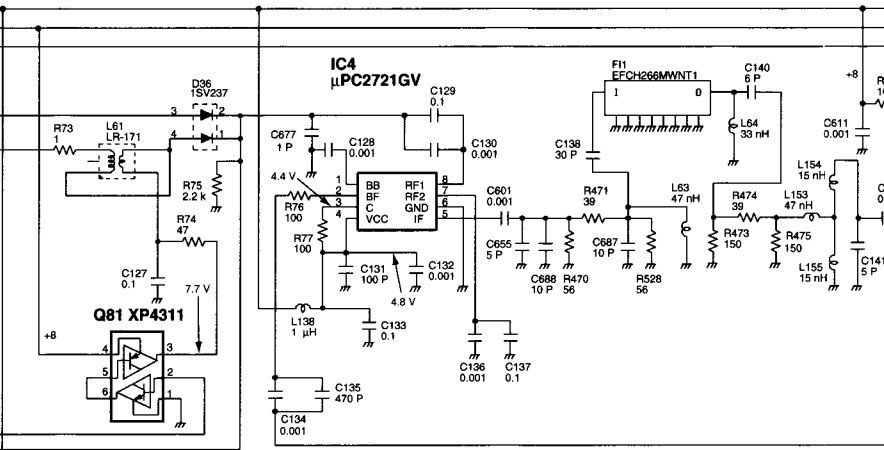 IC4
μPC2721GV
FI1
EFCH266MWNT1
I
O
C140
6 P
+8
R
10
D36
1SV237
3
2
4
1
C129
0.1
R73
1
L61
LR-171
C677
1 P
C128
0.001
C130
0.001
C138
30 P
L64
33 nH
C611
0.001
L154
15 nH
R75
2.2 k
4.4 V
1
2
3
4
BB
BF
C
VCC
RF1
RF2
GND
IF
8
7
6
5
R76
100
R77
100
C601
0.001
R471
39
L63
47 nH
R474
39
L153
47 nH
C
0.
R74
47
C655
5 P
C688
10 P
R470
56
C687
10 P
R528
56
R473
150
R475
150
L155
15 nH
C141
5 P
C127
0.1
7.7 V
C131
100 P
4.8 V
C132
0.001
Q81 XP4311
+8
4
5
6
3
2
1
L138
1 μH
C133
0.1
C136
0.001
C137
0.1
C135
470 P
C134
0.001